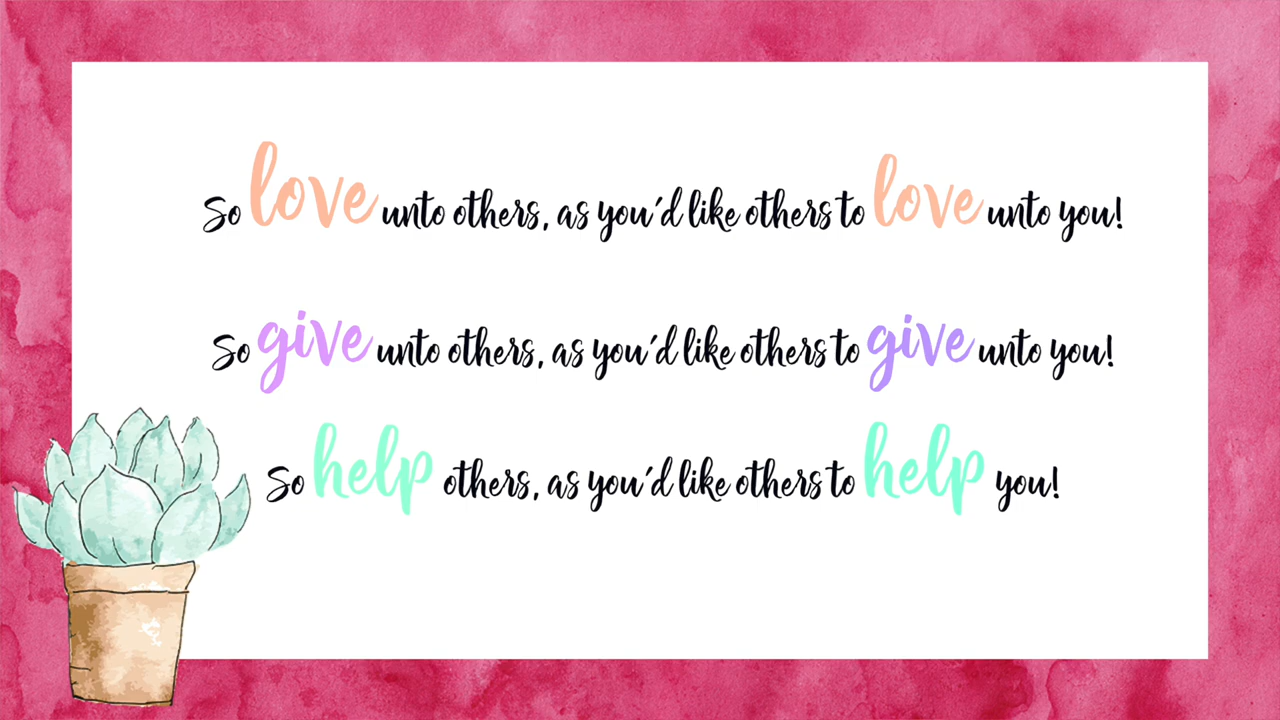 So love unto others, as you'd like others to love unto you!
So give unto others, as you'd like others to give unto you!
So help others, as you'd like others to help you!